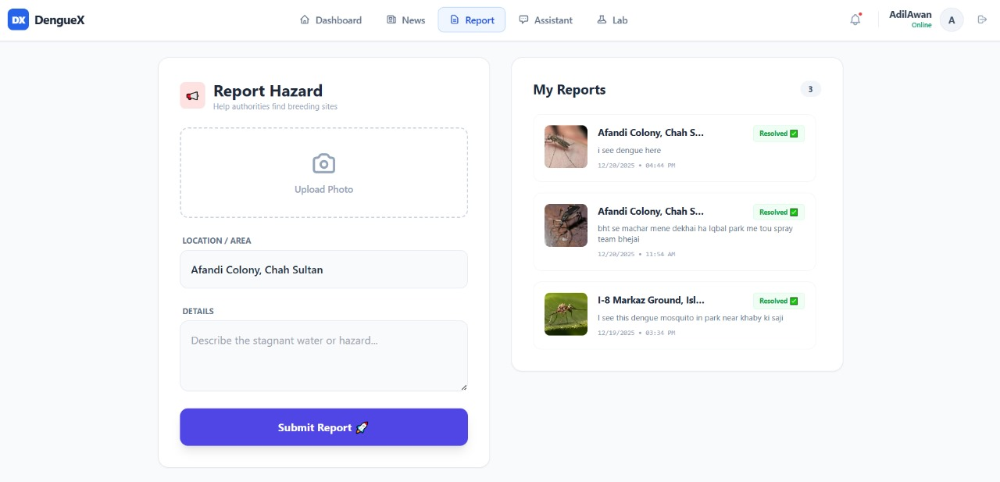 DX DengueX
Dashboard
News
Report
Assistant
Lab
AdilAwan
Online
A
Report Hazard
Help authorities find breeding sites
Upload Photo
LOCATION / AREA
Afandi Colony, Chah Sultan
DETAILS
Describe the stagnant water or hazard...
Submit Report 🚀
My Reports
3
Afandi Colony, Chah S...
Resolved ✅
i see dengue here
12/20/2025 • 04:44 PM
Afandi Colony, Chah S...
Resolved ✅
bht se machar mene dekhai ha Iqbal park me tou spray
team bhejai
12/20/2025 • 11:54 AM
I-8 Markaz Ground, Isl...
Resolved ✅
I see this dengue mosquito in park near khaby ki saji
12/19/2025 • 03:34 PM